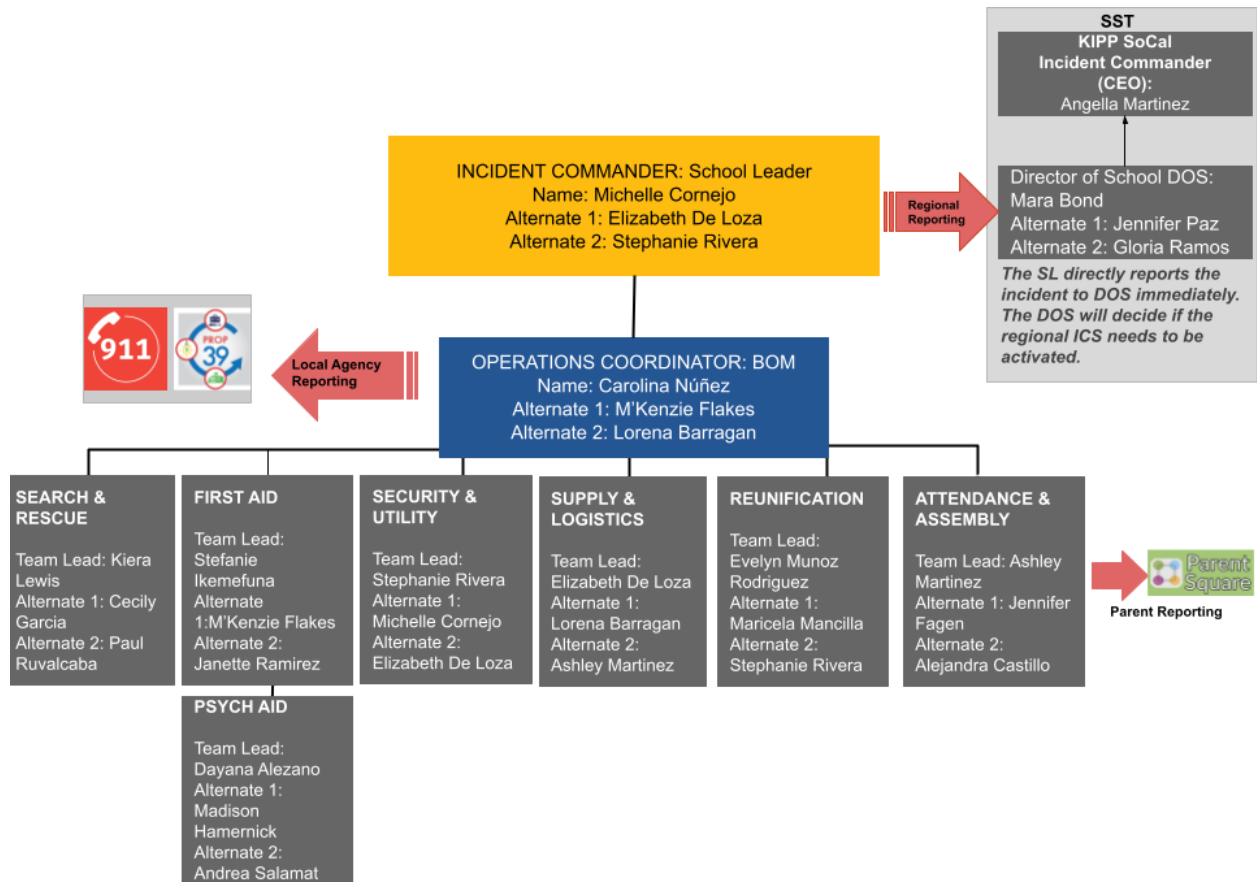 SST
KIPP SoCal
Incident Commander
(CEO):
Angella Martinez
INCIDENT COMMANDER: School Leader
Name: Michelle Cornejo
Alternate 1: Elizabeth De Loza
Alternate 2: Stephanie Rivera
Regional
Reporting
Director of School DOS:
Mara Bond
Alternate 1: Jennifer Paz
Alternate 2: Gloria Ramos
The SL directly reports the
incident to DOS immediately.
The DOS will decide if the
regional ICS needs to be
activated.
911
PROP
39
Local Agency
Reporting
OPERATIONS COORDINATOR: BOM
Name: Carolina Núñez
Alternate 1: M'Kenzie Flakes
Alternate 2: Lorena Barragan
SEARCH &
RESCUE
Team Lead: Kiera
Lewis
Alternate 1: Cecily
Garcia
Alternate 2: Paul
Ruvalcaba
FIRST AID
Team Lead:
Stefanie
Ikemefuna
Alternate
1:M'Kenzie Flakes
Alternate 2:
Janette Ramirez
SECURITY &
UTILITY
Team Lead:
Stephanie Rivera
Alternate 1:
Michelle Cornejo
Alternate 2:
Elizabeth De Loza
SUPPLY &
LOGISTICS
Team Lead:
Elizabeth De Loza
Alternate 1:
Lorena Barragan
Alternate 2:
Ashley Martinez
REUNIFICATION
Team Lead:
Evelyn Munoz
Rodriguez
Alternate 1:
Maricela Mancilla
Alternate 2:
Stephanie Rivera
ATTENDANCE &
ASSEMBLY
Team Lead: Ashley
Martinez
Alternate 1: Jennifer
Fagen
Alternate 2:
Alejandra Castillo
Parent
Square
Parent Reporting
PSYCH AID
Team Lead:
Dayana Alezano
Alternate 1:
Madison
Hamernick
Alternate 2:
Andrea Salamat